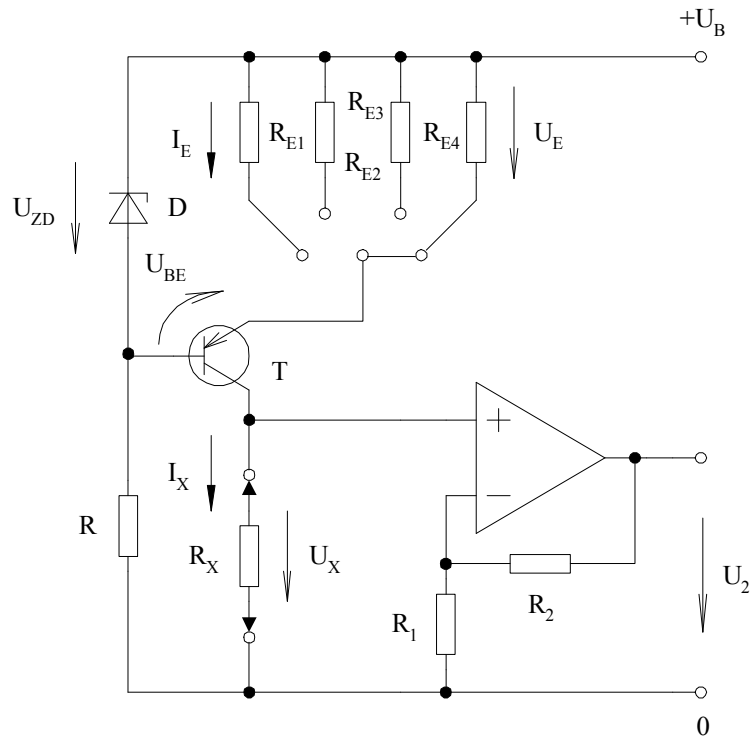 +U_B
R_E3
I_E
R_E1
R_E4
U_E
R_E2
U_ZD
D
U_BE
T
+
I_X
−
R
R_X
U_X
R_2
U_2
R_1
0